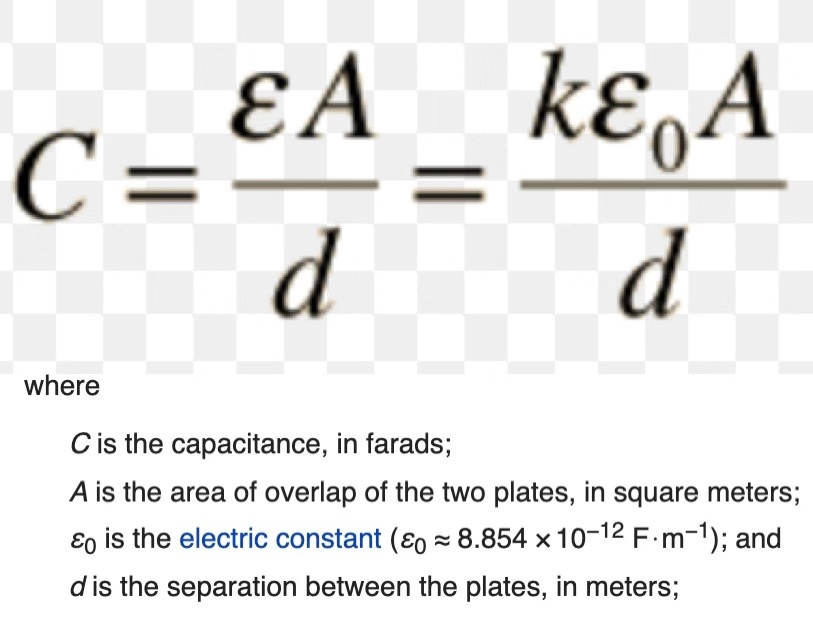 C = εA/d = kε₀A/d
where
C is the capacitance, in farads;
A is the area of overlap of the two plates, in square meters;
ε₀ is the electric constant (ε₀ ≈ 8.854 × 10⁻¹² F·m⁻¹); and
d is the separation between the plates, in meters;